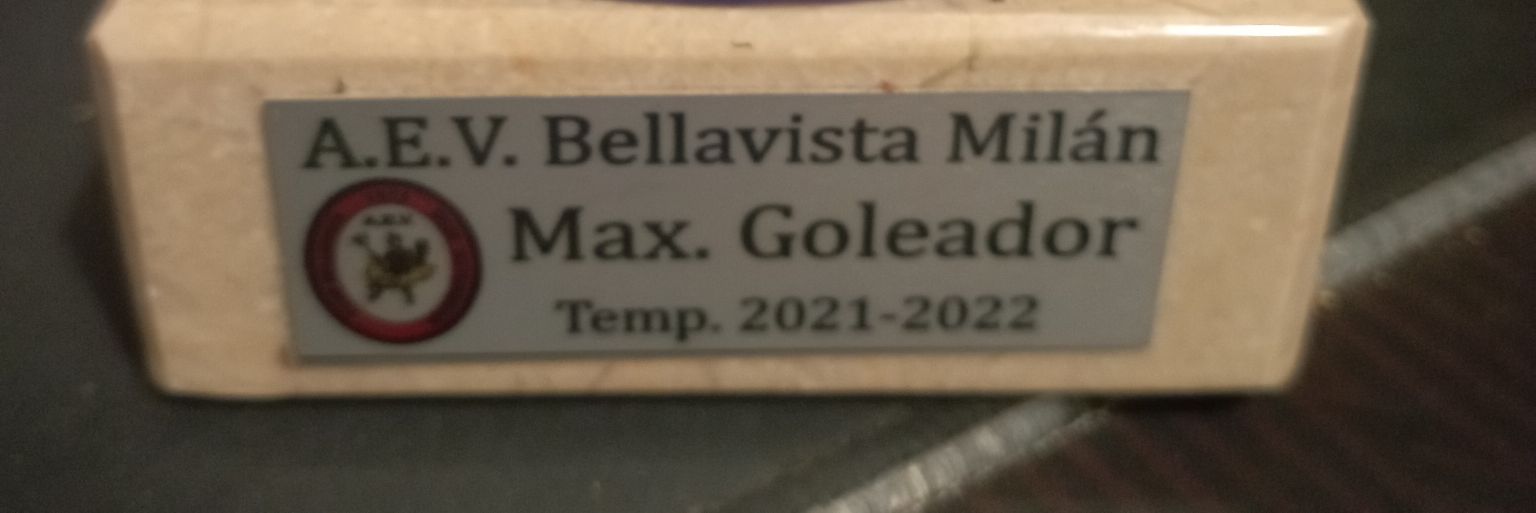 A.E.V. Bellavista Milán
Max. Goleador
Temp. 2021-2022
A.E.V.